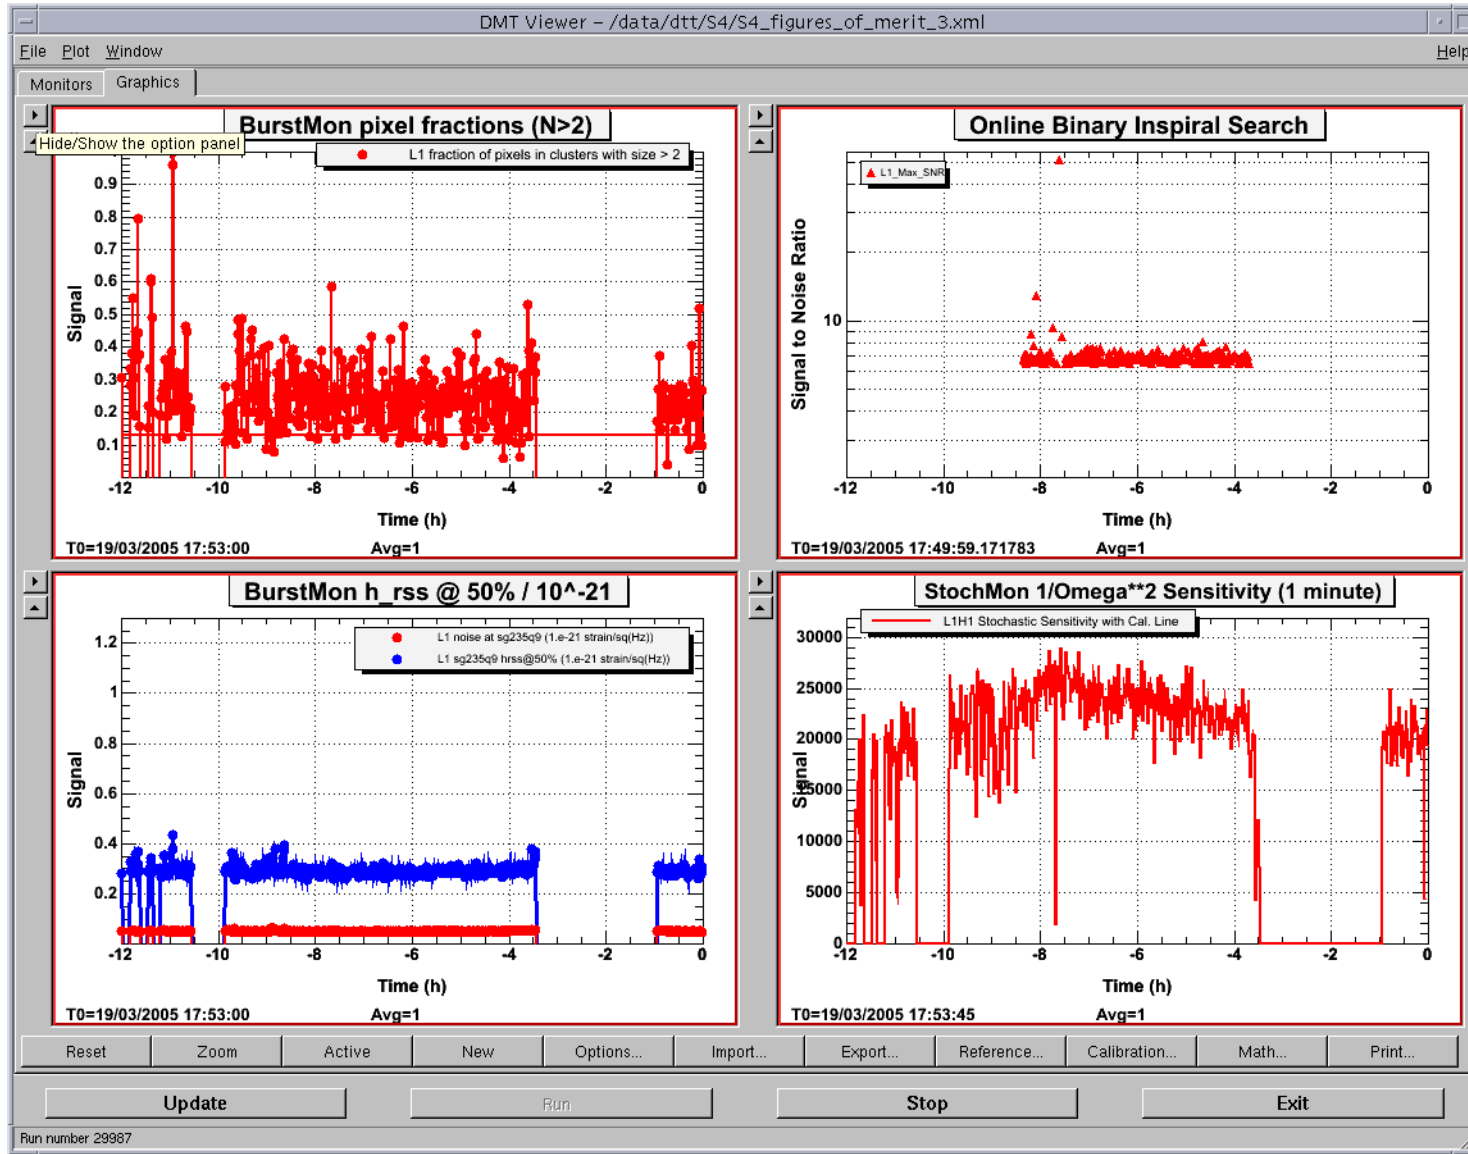 DMT Viewer – /data/dtt/S4/S4_figures_of_merit_3.xml
File Plot Window Help
Monitors Graphics
BurstMon pixel fractions (N>2)
Hide/Show the option panel
L1 fraction of pixels in clusters with size > 2
0.9
0.8
0.7
0.6
0.5
0.4
0.3
0.2
0.1
Signal
-12 -10 -8 -6 -4 -2 0
Time (h)
T0=19/03/2005 17:53:00 Avg=1
Online Binary Inspiral Search
L1_Max_SNR
Signal to Noise Ratio
10
-12 -10 -8 -6 -4 -2 0
Time (h)
T0=19/03/2005 17:49:59.171783 Avg=1
BurstMon h_rss @ 50% / 10^-21
L1 noise at sg235q9 (1.e-21 strain/sq(Hz))
L1 sg235q9 hrss@50% (1.e-21 strain/sq(Hz))
1.2
1
0.8
0.6
0.4
0.2
Signal
-12 -10 -8 -6 -4 -2 0
Time (h)
T0=19/03/2005 17:53:00 Avg=1
StochMon 1/Omega**2 Sensitivity (1 minute)
L1H1 Stochastic Sensitivity with Cal. Line
30000
25000
20000
15000
10000
5000
0
Signal
-12 -10 -8 -6 -4 -2 0
Time (h)
T0=19/03/2005 17:53:45 Avg=1
Reset Zoom Active New Options... Import... Export... Reference... Calibration... Math... Print...
Update Run Stop Exit
Run number 29987